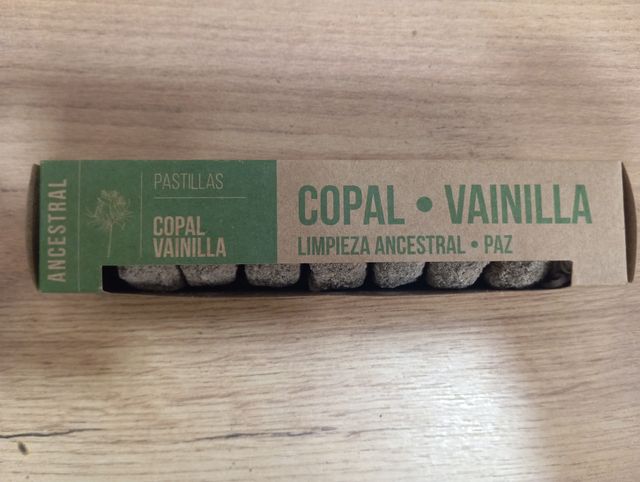 ANCESTRAL
PASTILLAS
COPAL
VAINILLA
COPAL • VAINILLA
LIMPIEZA ANCESTRAL • PAZ